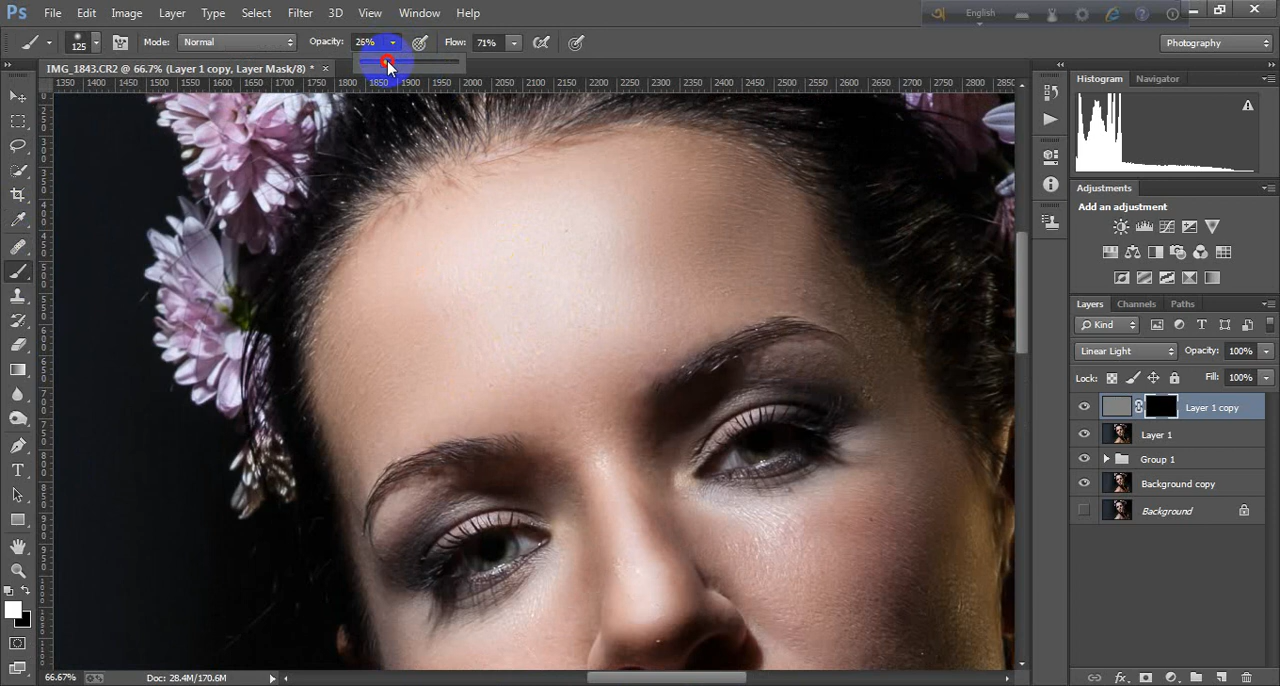 Ps File Edit Image Layer Type Select Filter 3D View Window Help
English
125 Mode: Normal Opacity: 26% Flow: 71% Photography
IMG_1843.CR2 @ 66.7% (Layer 1 copy, Layer Mask/8) *
1350 1400 1450 1500 1550 1600 1650 1700 1750 1800 1850 1900 1950 2000 2050 2100 2150 2200 2250 2300 2350 2400 2450 2500 2550 2600 2650 2700 2750 2800 2850
Histogram Navigator
Adjustments
Add an adjustment
Layers Channels Paths
Kind
Linear Light Opacity: 100%
Lock: Fill: 100%
Layer 1 copy
Layer 1
Group 1
Background copy
Background
66.67% Doc: 28.4M/170.6M